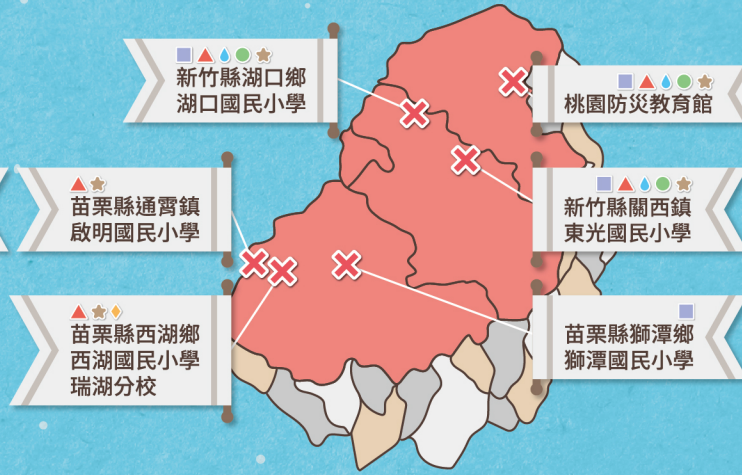 新竹縣湖口鄉
湖口國民小學
桃園防災教育館
苗栗縣通霄鎮
啟明國民小學
新竹縣關西鎮
東光國民小學
苗栗縣西湖鄉
西湖國民小學
瑞湖分校
苗栗縣獅潭鄉
獅潭國民小學